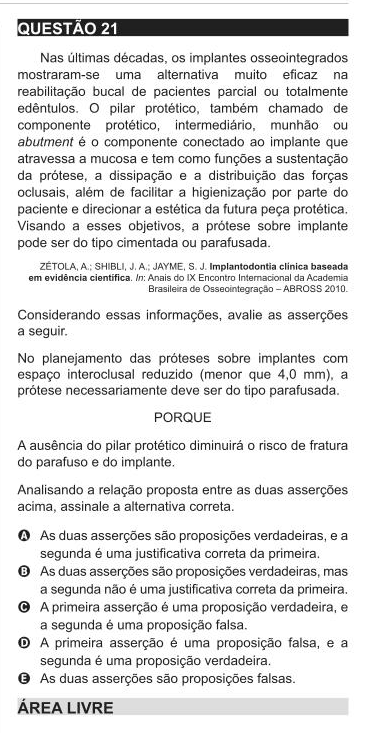 QUESTÃO 21
Nas últimas décadas, os implantes osseointegrados
mostraram-se uma alternativa muito eficaz na
reabilitação bucal de pacientes parcial ou totalmente
edêntulos. O pilar protético, também chamado de
componente protético, intermediário, munhão ou
abutment é o componente conectado ao implante que
atravessa a mucosa e tem como funções a sustentação
da prótese, a dissipação e a distribuição das forças
oclusais, além de facilitar a higienização por parte do
paciente e direcionar a estética da futura peça protética.
Visando a esses objetivos, a prótese sobre implante
pode ser do tipo cimentada ou parafusada.
ZÉTOLA, A.; SHIBLI, J. A.; JAYME, S. J. Implantodontia clínica baseada
em evidência científica. In: Anais do IX Encontro Internacional da Academia
Brasileira de Osseointegração – ABROSS 2010.
Considerando essas informações, avalie as asserções
a seguir.
No planejamento das próteses sobre implantes com
espaço interoclusal reduzido (menor que 4,0 mm), a
prótese necessariamente deve ser do tipo parafusada.
PORQUE
A ausência do pilar protético diminuirá o risco de fratura
do parafuso e do implante.
Analisando a relação proposta entre as duas asserções
acima, assinale a alternativa correta.
A As duas asserções são proposições verdadeiras, e a
segunda é uma justificativa correta da primeira.
B As duas asserções são proposições verdadeiras, mas
a segunda não é uma justificativa correta da primeira.
C A primeira asserção é uma proposição verdadeira, e
a segunda é uma proposição falsa.
D A primeira asserção é uma proposição falsa, e a
segunda é uma proposição verdadeira.
E As duas asserções são proposições falsas.
ÁREA LIVRE